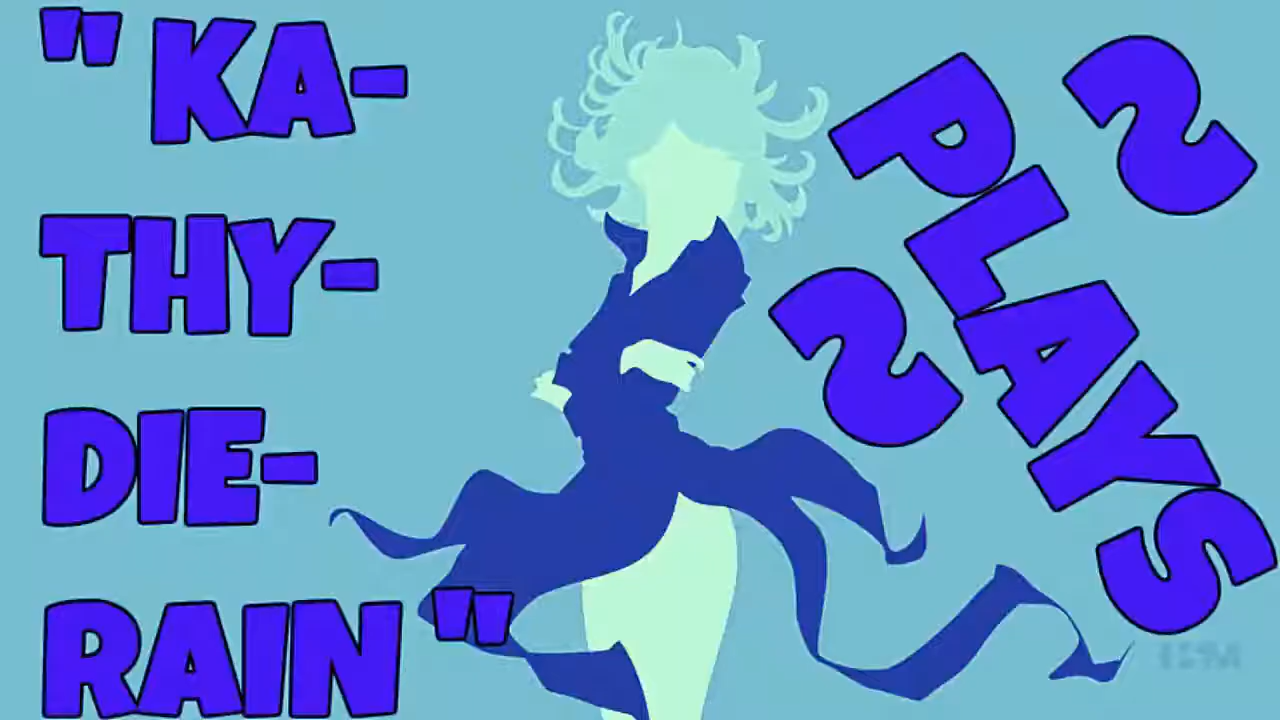 "KA-
THY-
DIE-
RAIN"
~
PLAYS
~